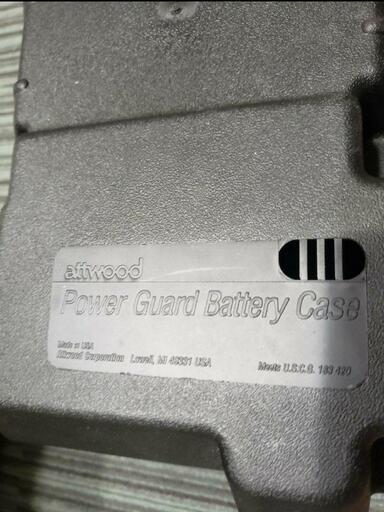 attwood
Power Guard Battery Case
Made in USA
Attwood Corporation Lowell, MI 49331 USA
Meets U.S.C.G. 183 420